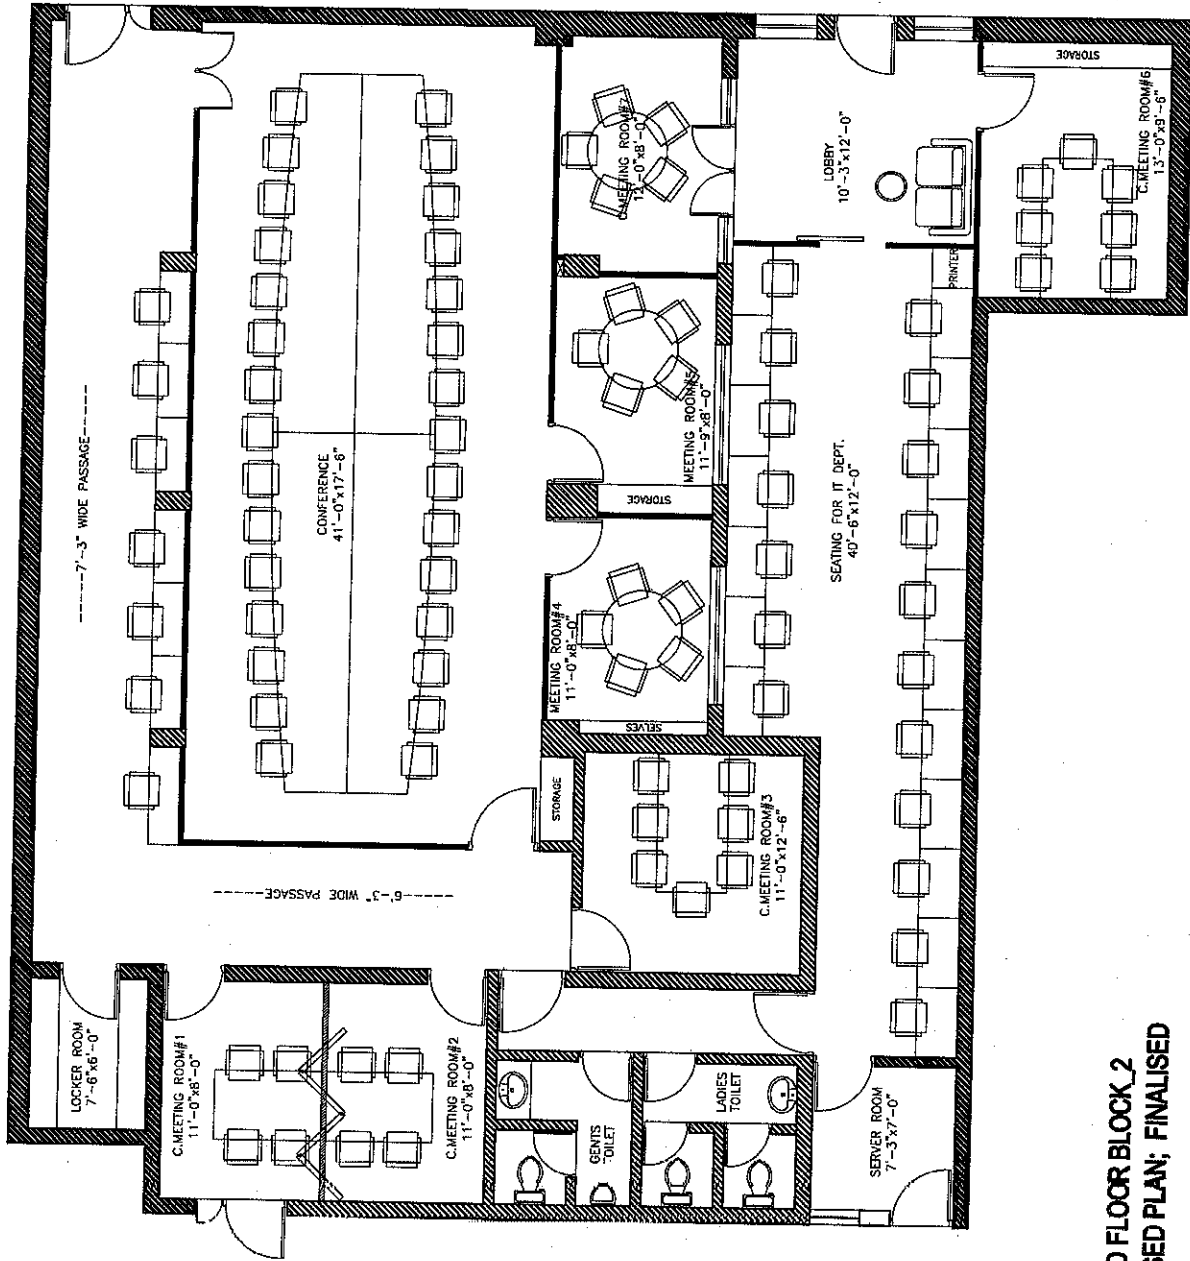 STORAGE
C.MEETING ROOM#7
12'-0"x8'-0"
LOBBY
10'-3"x12'-0"
C.MEETING ROOM#6
13'-0"x9'-6"
PRINTER
-----7'-3" WIDE PASSAGE-----
CONFERENCE
41'-0"x17'-6"
MEETING ROOM#5
11'-9"x8'-0"
STORAGE
SEATING FOR IT DEPT.
40'-6"x12'-0"
MEETING ROOM#4
11'-0"x8'-0"
SELVES
STORAGE
C.MEETING ROOM#3
11'-0"x12'-6"
-----6'-3" WIDE PASSAGE-----
LOCKER ROOM
7'-6"x6'-0"
C.MEETING ROOM#1
11'-0"x8'-0"
C.MEETING ROOM#2
11'-0"x8'-0"
GENTS
TOILET
LADIES
TOILET
SERVER ROOM
7'-3"x7'-0"
FLOOR BLOCK_2
PLAN; FINALISED